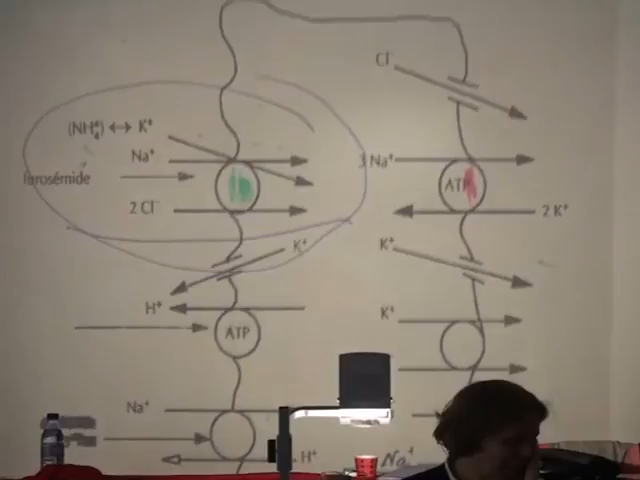 Cl⁻
(NH₄⁺) ↔ K⁺
Na⁺
furosémide
2 Cl⁻
K⁺
H⁺
ATP
Na⁺
H⁺
3 Na⁺
ATP
2 K⁺
K⁺
K⁺
Na⁺